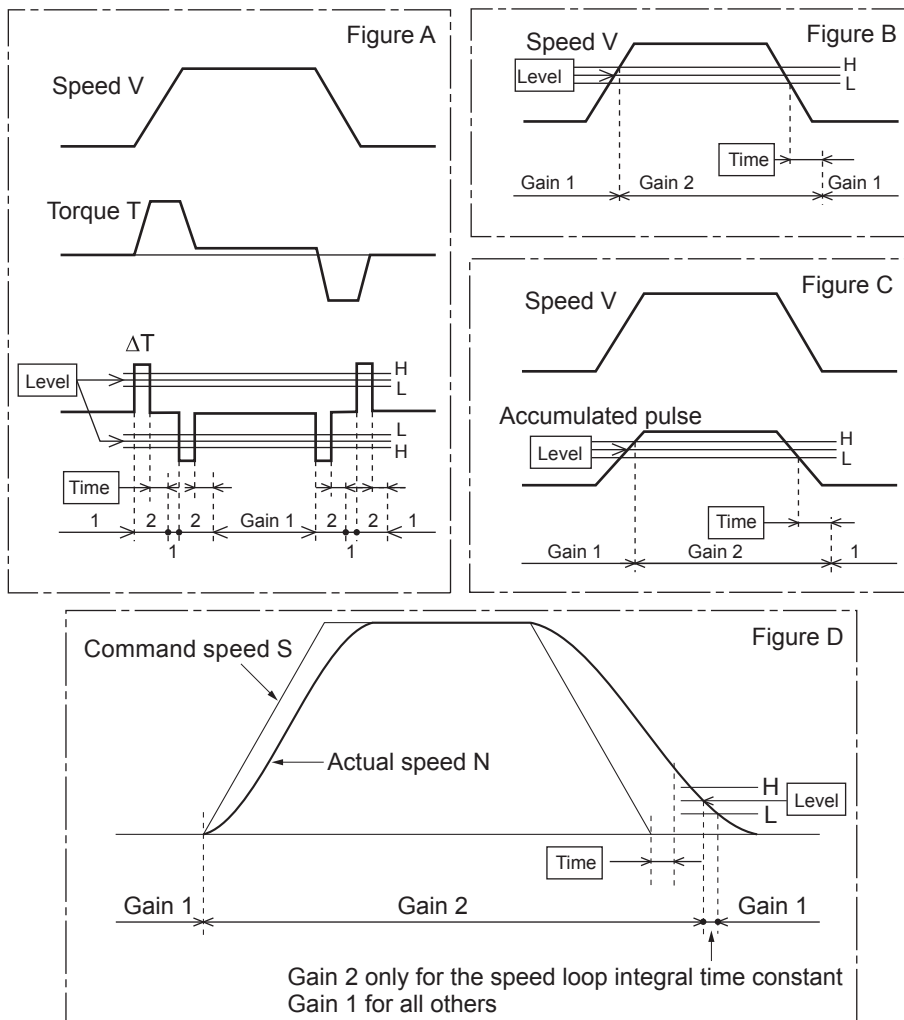 Figure A
Speed V
Torque T
ΔT
Level
H
L
L
H
Time
1 2 2 Gain 1 2 2 1
1 1
Figure B
Speed V
Level
H
L
Time
Gain 1 Gain 2 Gain 1
Figure C
Speed V
Accumulated pulse
Level
H
L
Time
Gain 1 Gain 2 1
Figure D
Command speed S
Actual speed N
H
Level
L
Time
Gain 1 Gain 2 Gain 1
Gain 2 only for the speed loop integral time constant
Gain 1 for all others